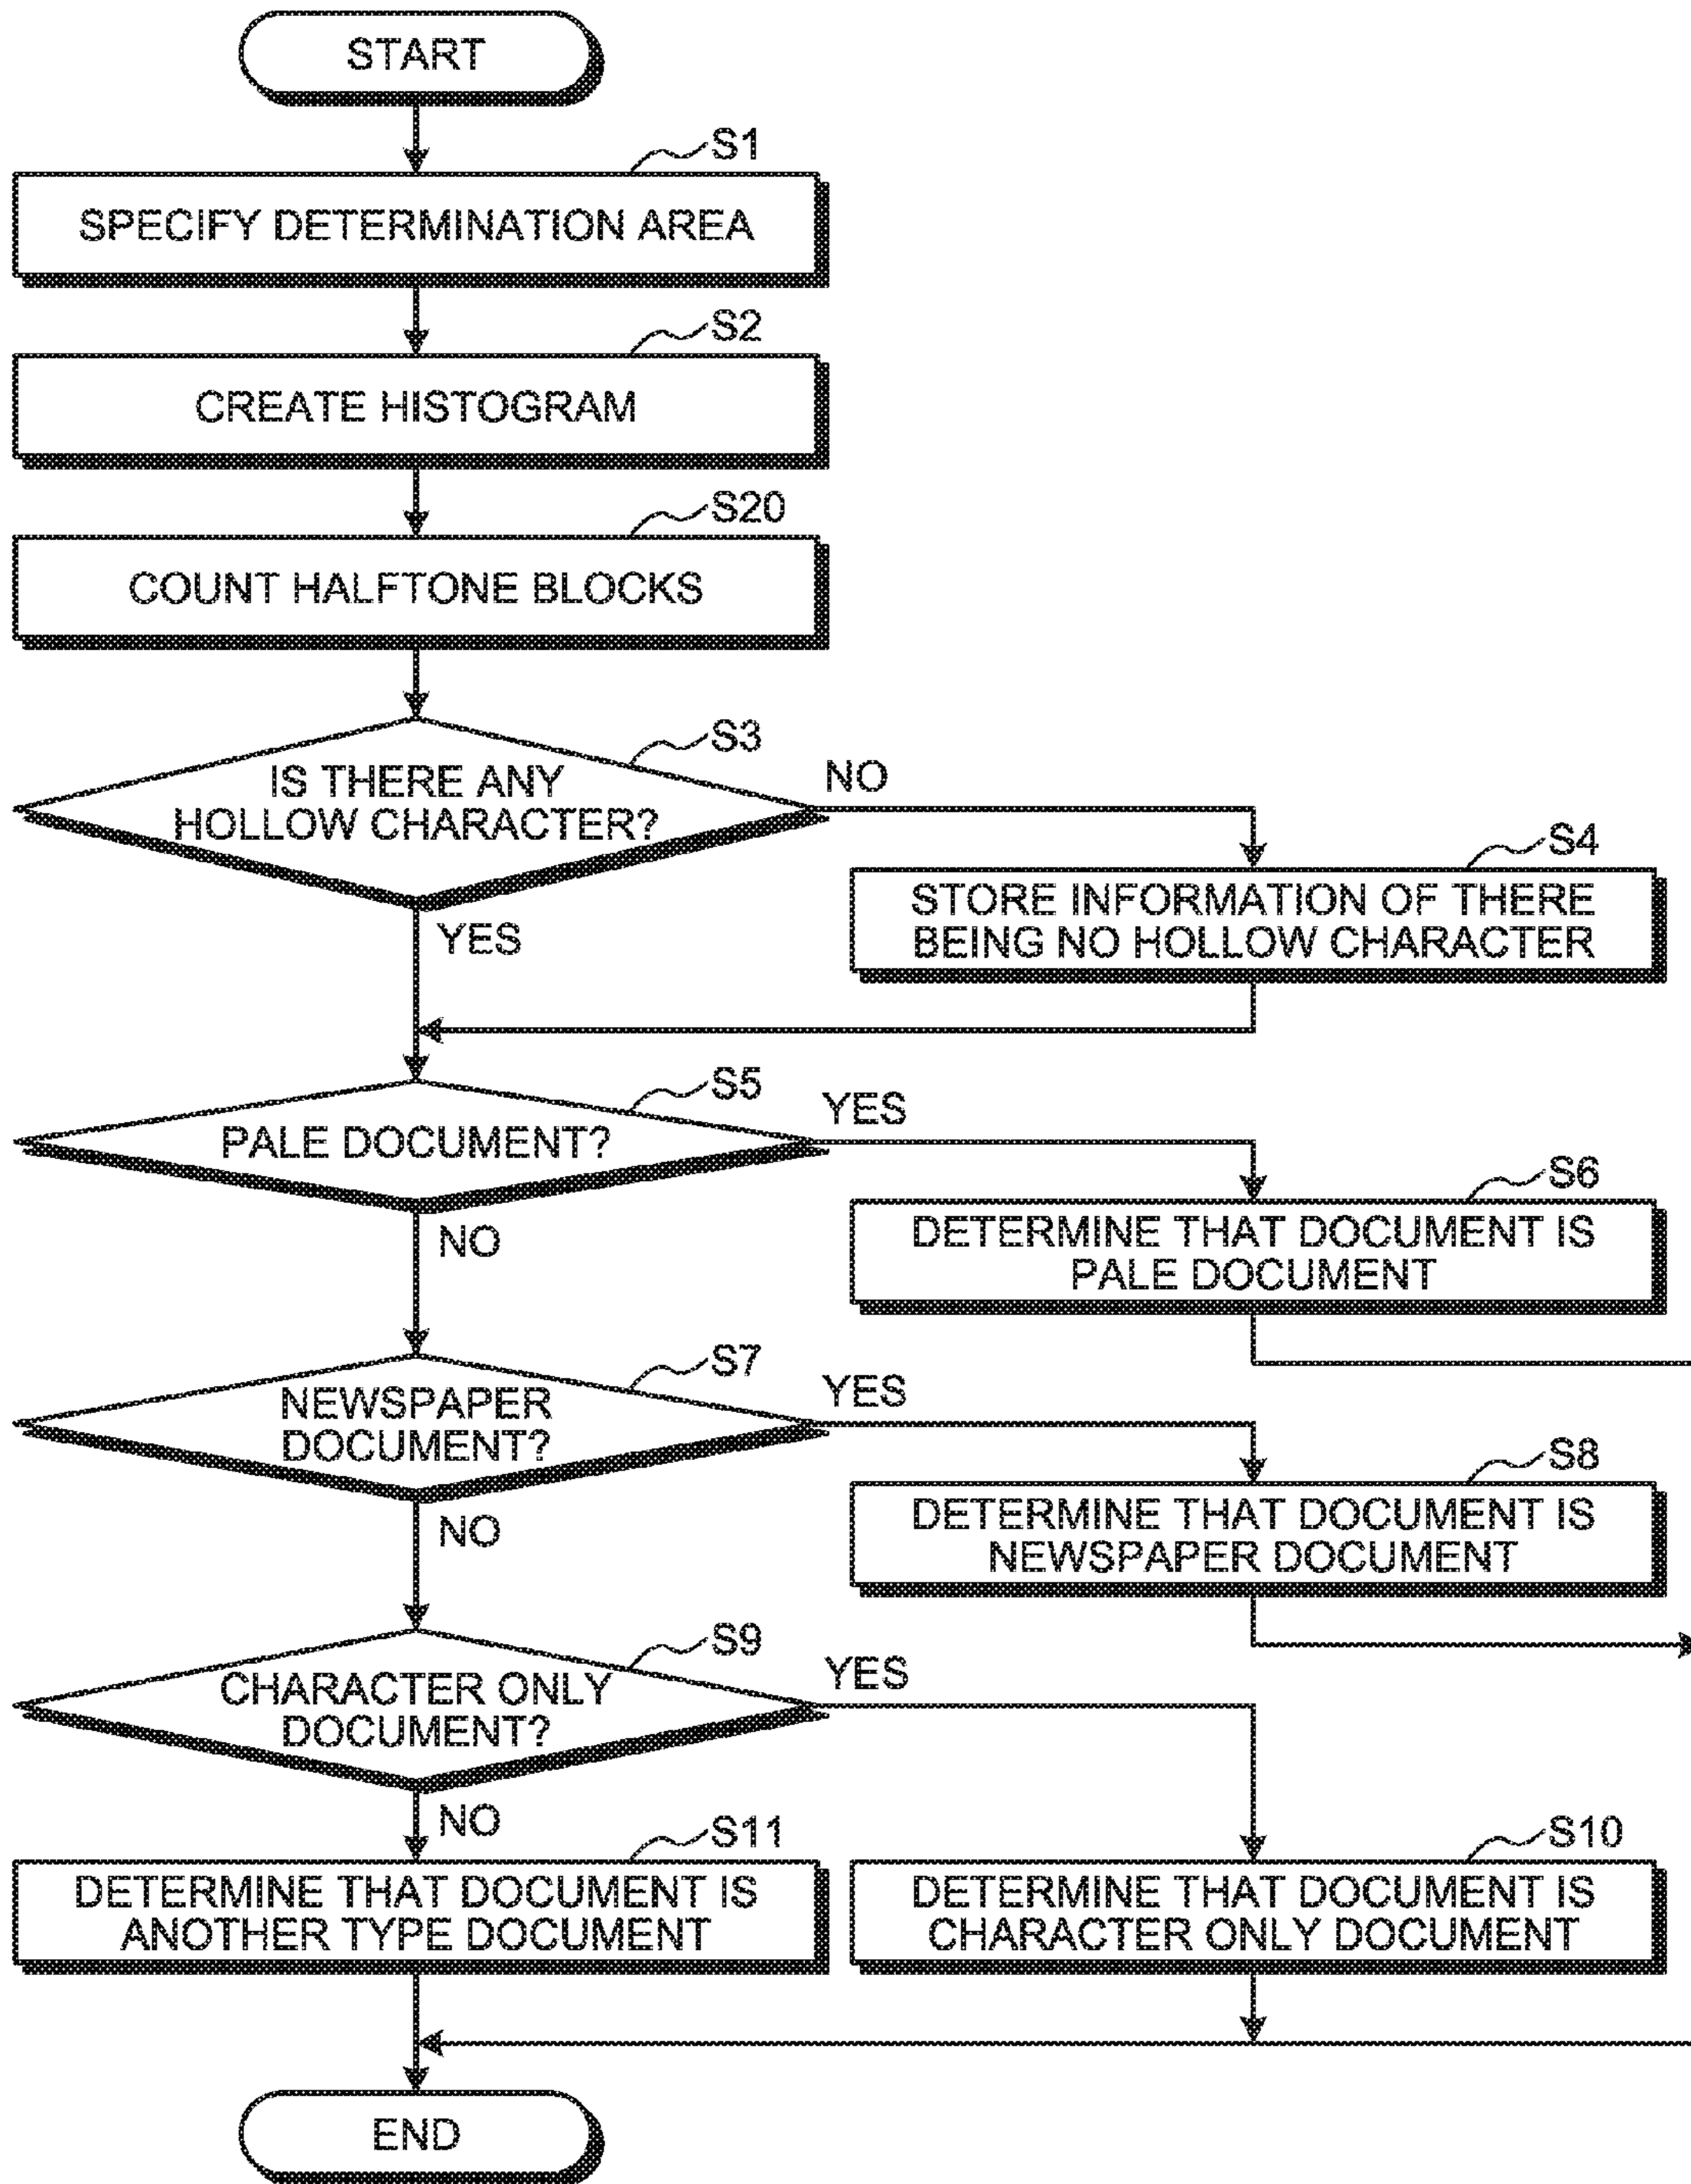 START
S1
SPECIFY DETERMINATION AREA
S2
CREATE HISTOGRAM
S20
COUNT HALFTONE BLOCKS
S3
IS THERE ANY
HOLLOW CHARACTER?
NO
YES
S4
STORE INFORMATION OF THERE
BEING NO HOLLOW CHARACTER
S5
PALE DOCUMENT?
YES
NO
S6
DETERMINE THAT DOCUMENT IS
PALE DOCUMENT
S7
NEWSPAPER
DOCUMENT?
YES
NO
S8
DETERMINE THAT DOCUMENT IS
NEWSPAPER DOCUMENT
S9
CHARACTER ONLY
DOCUMENT?
YES
NO
S11
DETERMINE THAT DOCUMENT IS
ANOTHER TYPE DOCUMENT
S10
DETERMINE THAT DOCUMENT IS
CHARACTER ONLY DOCUMENT
END